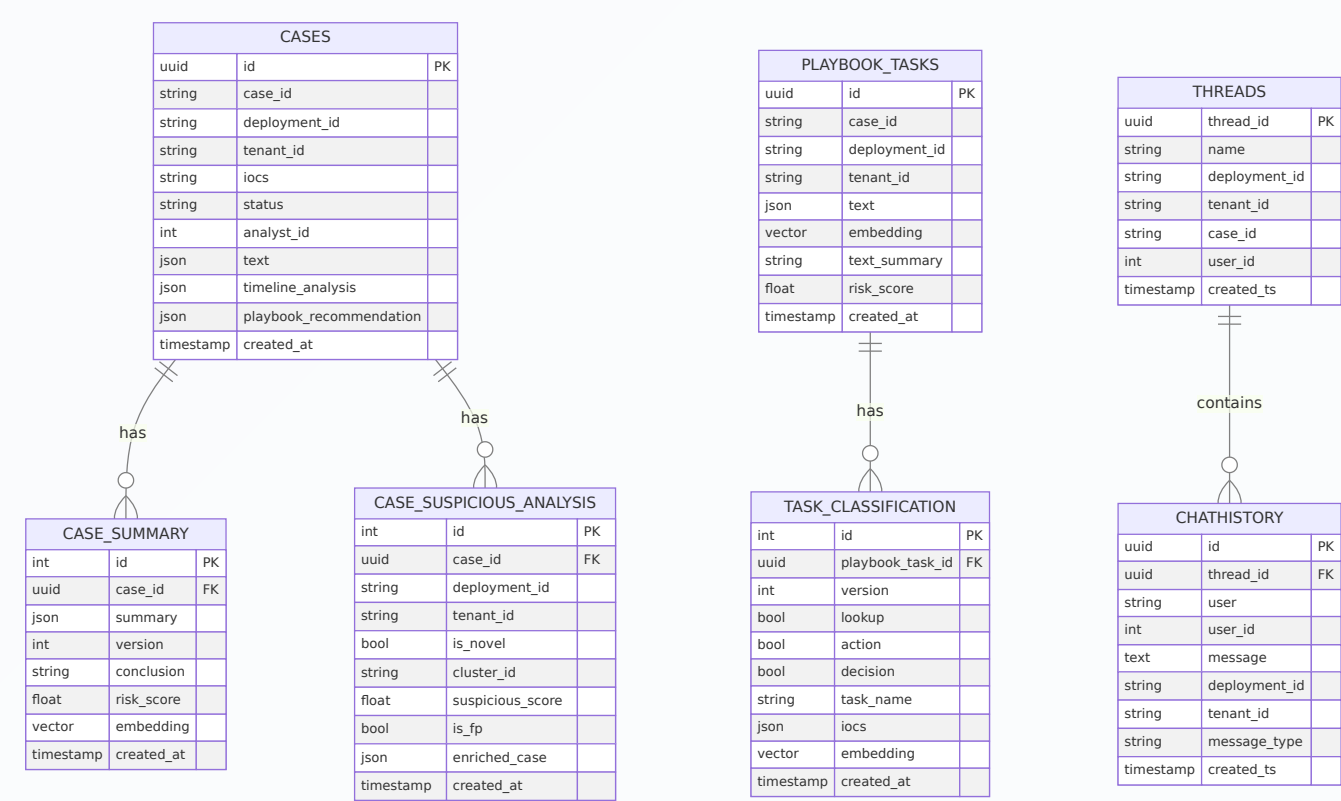 CASES
uuid id PK
string case_id
string deployment_id
string tenant_id
string iocs
string status
int analyst_id
json text
json timeline_analysis
json playbook_recommendation
timestamp created_at
has
has
CASE_SUMMARY
int id PK
uuid case_id FK
json summary
int version
string conclusion
float risk_score
vector embedding
timestamp created_at
CASE_SUSPICIOUS_ANALYSIS
int id PK
uuid case_id FK
string deployment_id
string tenant_id
bool is_novel
string cluster_id
float suspicious_score
bool is_fp
json enriched_case
timestamp created_at
PLAYBOOK_TASKS
uuid id PK
string case_id
string deployment_id
string tenant_id
json text
vector embedding
string text_summary
float risk_score
timestamp created_at
has
TASK_CLASSIFICATION
int id PK
uuid playbook_task_id FK
int version
bool lookup
bool action
bool decision
string task_name
json iocs
vector embedding
timestamp created_at
THREADS
uuid thread_id PK
string name
string deployment_id
string tenant_id
string case_id
int user_id
timestamp created_ts
contains
CHATHISTORY
uuid id PK
uuid thread_id FK
string user
int user_id
text message
string deployment_id
string tenant_id
string message_type
timestamp created_ts